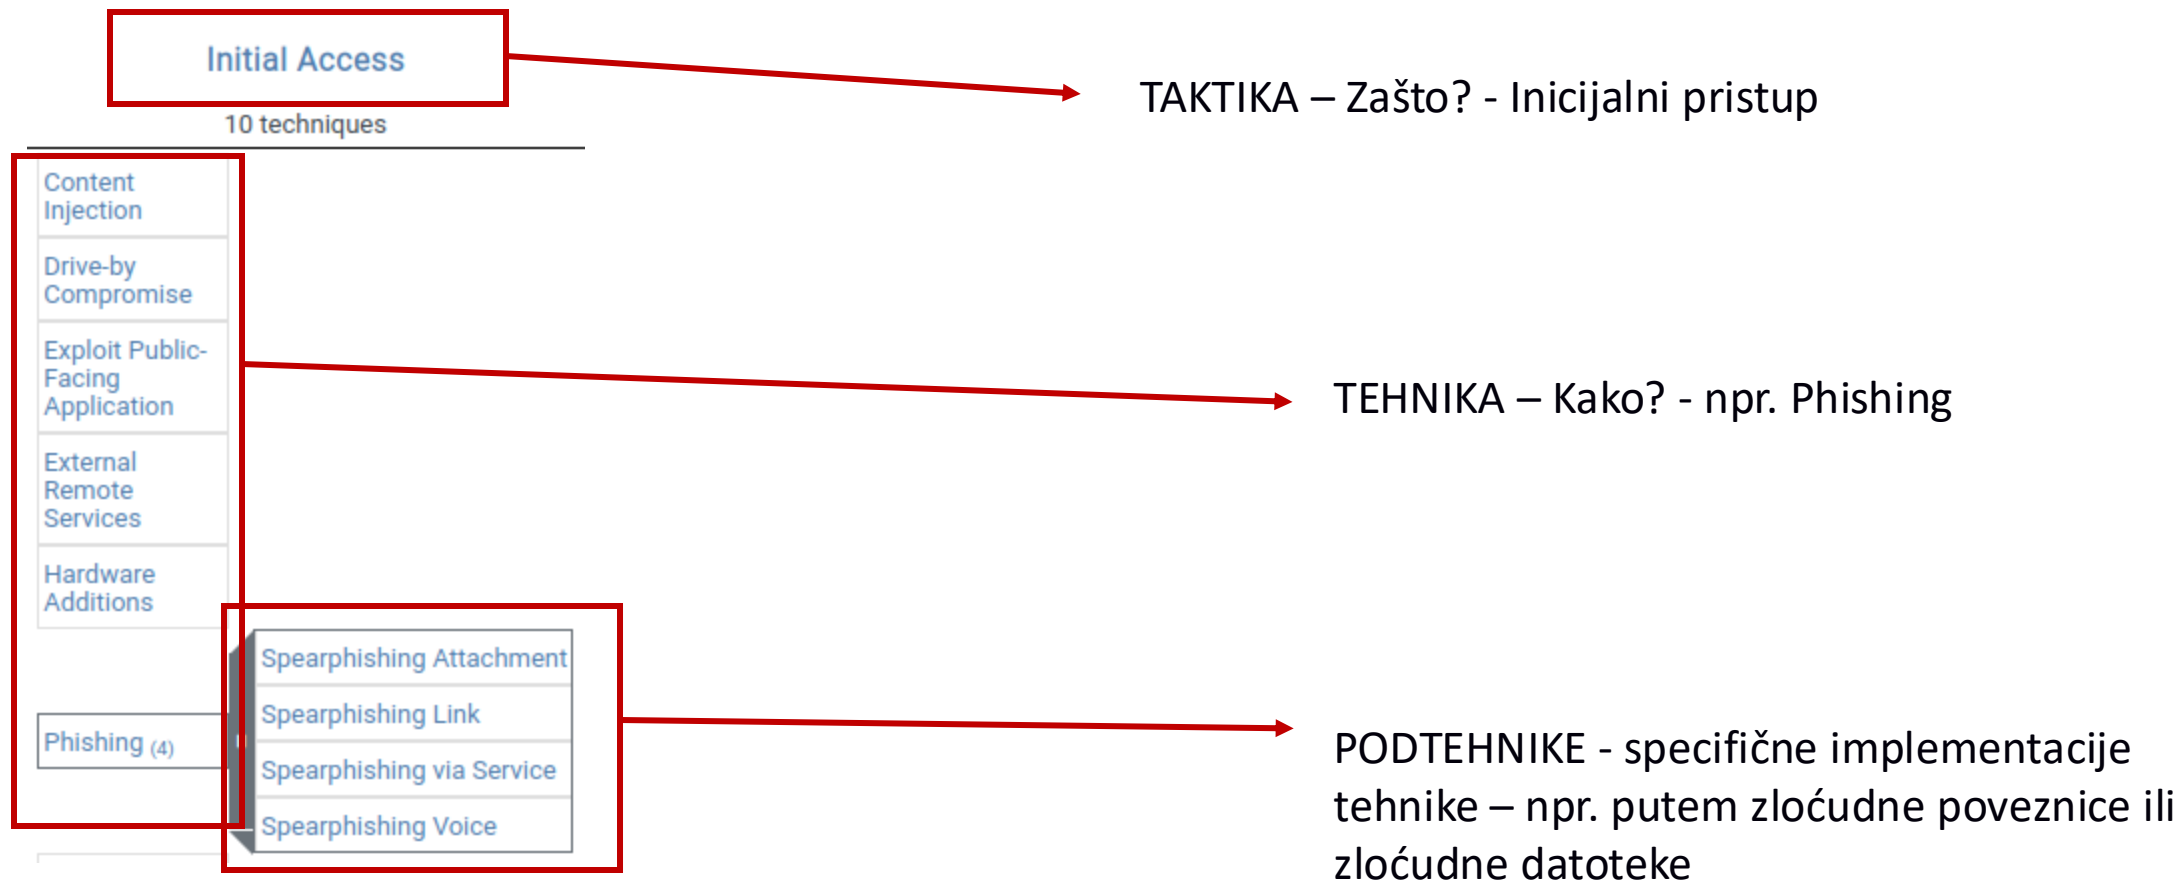 Initial Access
10 techniques
Content
Injection
Drive-by
Compromise
Exploit Public-
Facing
Application
External
Remote
Services
Hardware
Additions
Phishing (4)
Spearphishing Attachment
Spearphishing Link
Spearphishing via Service
Spearphishing Voice
TAKTIKA – Zašto? - Inicijalni pristup
TEHNIKA – Kako? - npr. Phishing
PODTEHNIKE - specifične implementacije
tehnike – npr. putem zloćudne poveznice ili
zloćudne datoteke